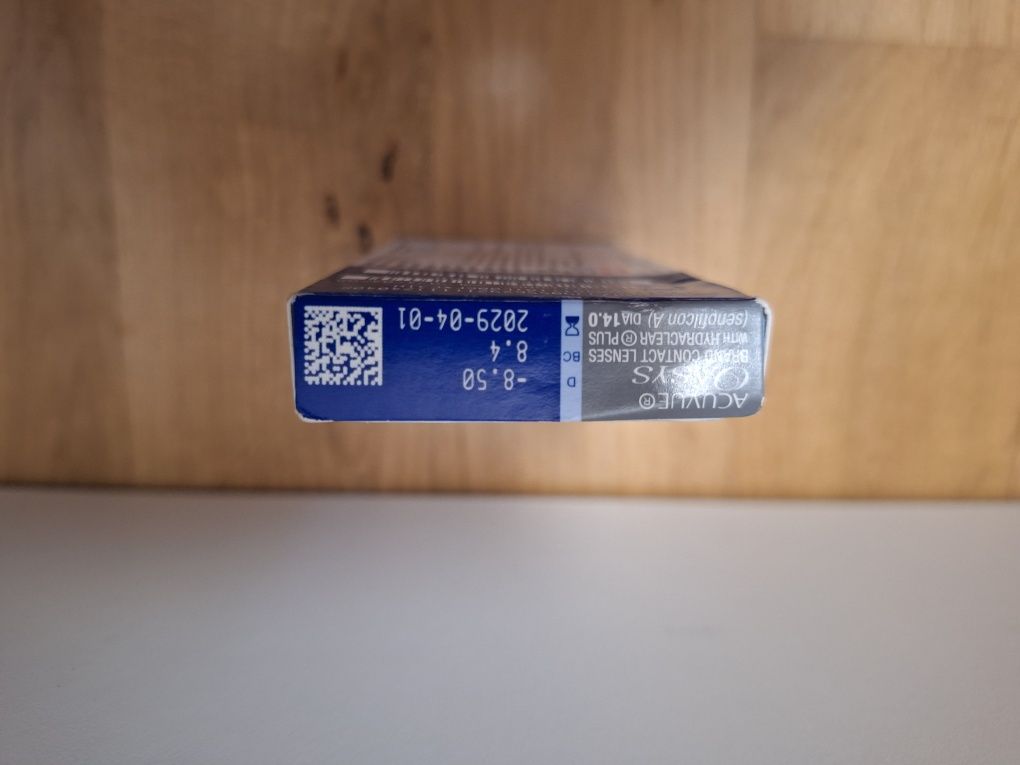 ACUVUE®
OASYS
BRAND CONTACT LENSES
WITH HYDRACLEAR® PLUS
(senofilcon A) DIA 14.0
D -8.50
BC 8.4
2029-04-01